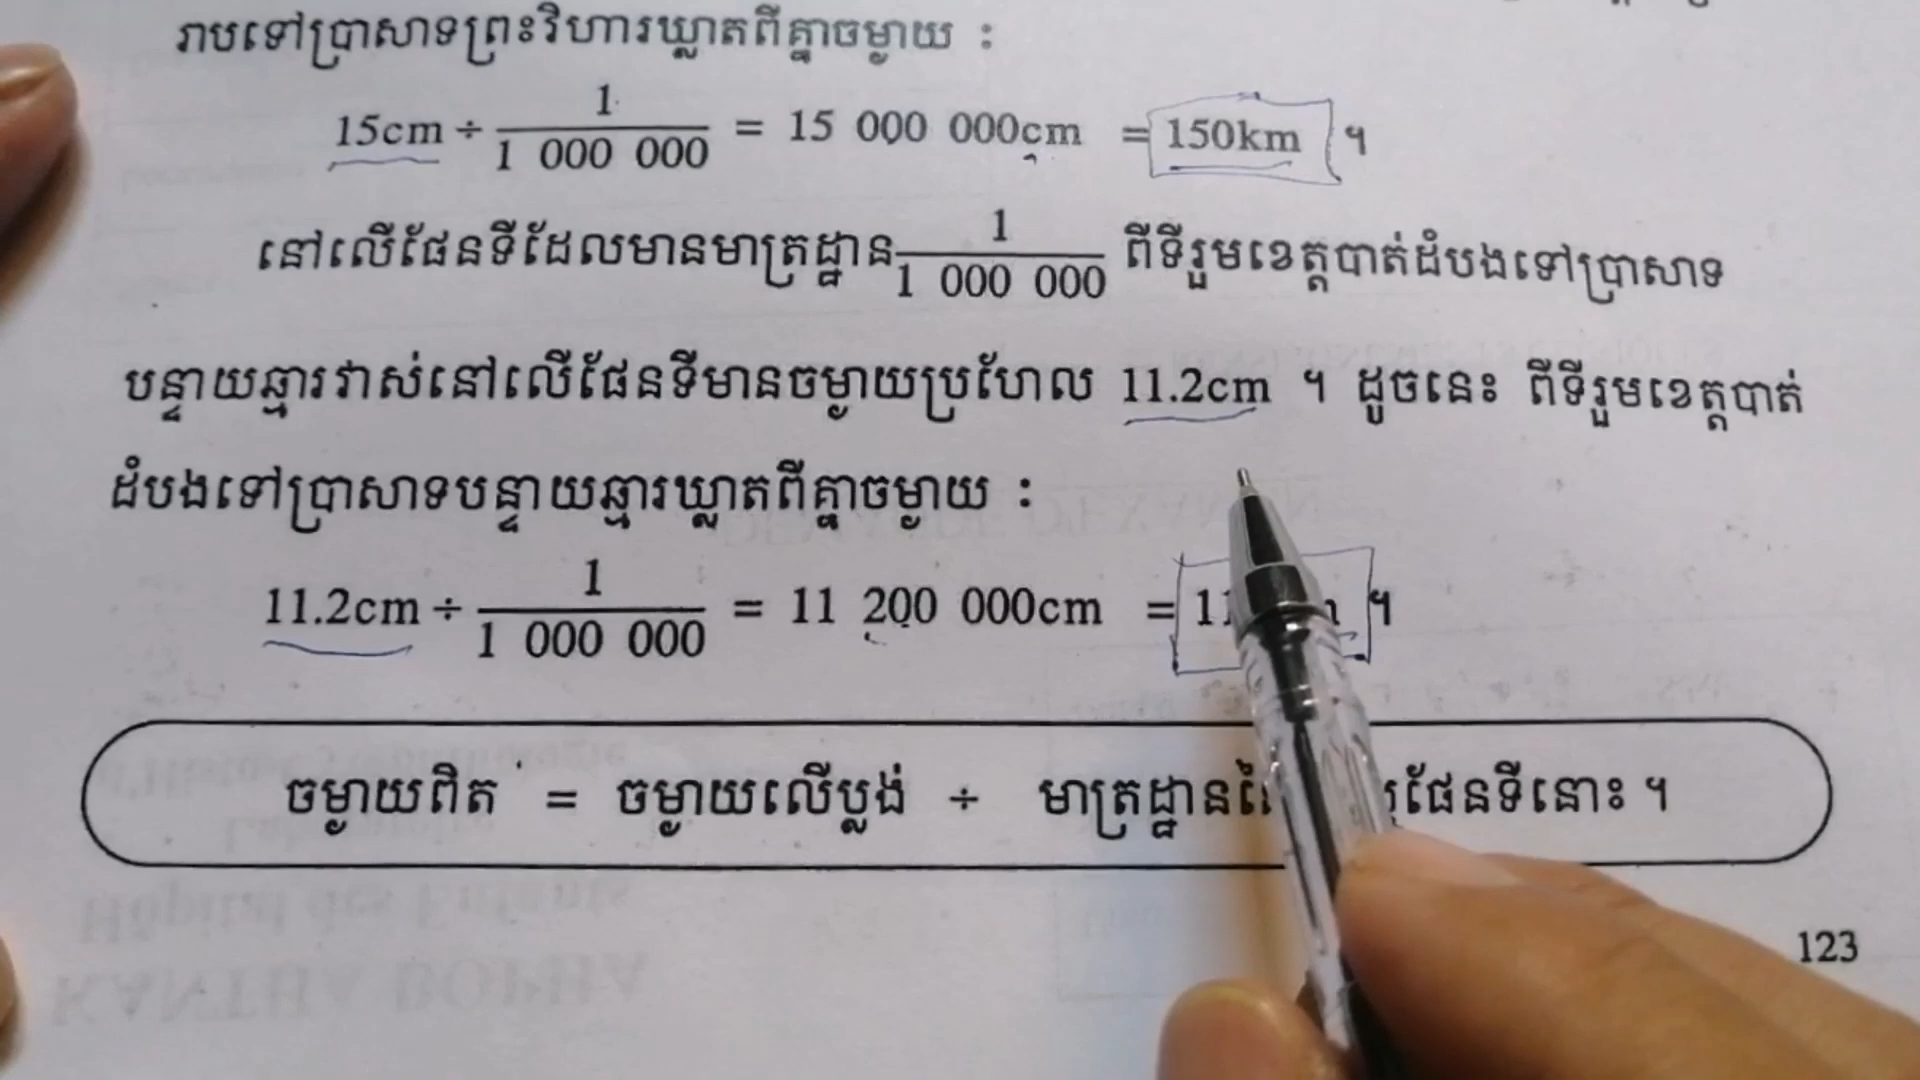 រាបទៅប្រាសាទព្រះវិហារឃ្លាតពីគ្នាចម្ងាយ ៖
15cm ÷ 1/1 000 000 = 15 000 000cm = 150km ។
នៅលើផែនទីដែលមានមាត្រដ្ឋាន 1/1 000 000 ពីទីរួមខេត្តបាត់ដំបងទៅប្រាសាទ
បន្ទាយឆ្មារវាស់នៅលើផែនទីមានចម្ងាយប្រហែល 11.2cm ។ ដូចនេះ ពីទីរួមខេត្តបាត់
ដំបងទៅប្រាសាទបន្ទាយឆ្មារឃ្លាតពីគ្នាចម្ងាយ ៖
11.2cm ÷ 1/1 000 000 = 11 200 000cm = ។
ចម្ងាយពិត = ចម្ងាយលើប្លង់ ÷ មាត្រដ្ឋាន ផែនទីនោះ ។
123